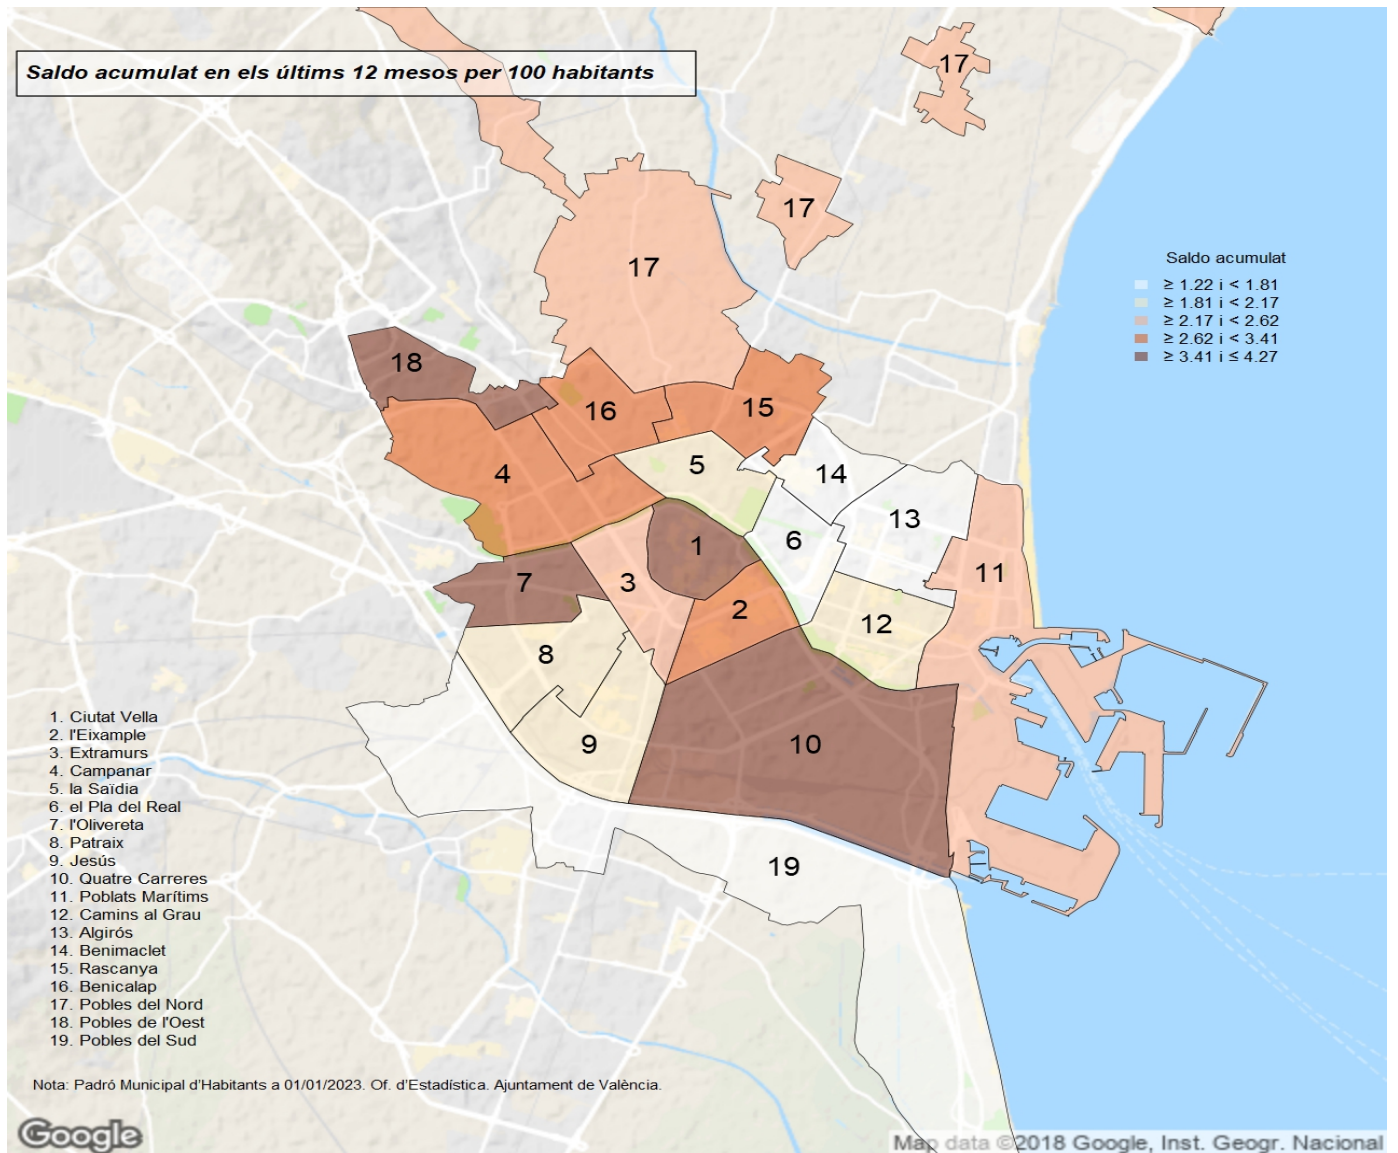 Saldo acumulat en els últims 12 mesos per 100 habitants
17
17
17
Saldo acumulat
≥ 1.22 i < 1.81
≥ 1.81 i < 2.17
≥ 2.17 i < 2.62
≥ 2.62 i < 3.41
≥ 3.41 i ≤ 4.27
18
16
15
4
5
14
13
1
6
7
3
11
2
12
8
9
10
19
1. Ciutat Vella
2. l'Eixample
3. Extramurs
4. Campanar
5. la Saïdia
6. el Pla del Real
7. l'Olivereta
8. Patraix
9. Jesús
10. Quatre Carreres
11. Poblats Marítims
12. Camins al Grau
13. Algirós
14. Benimaclet
15. Rascanya
16. Benicalap
17. Pobles del Nord
18. Pobles de l'Oest
19. Pobles del Sud
Nota: Padró Municipal d'Habitants a 01/01/2023. Of. d'Estadística. Ajuntament de València.
Google
Map data ©2018 Google, Inst. Geogr. Nacional